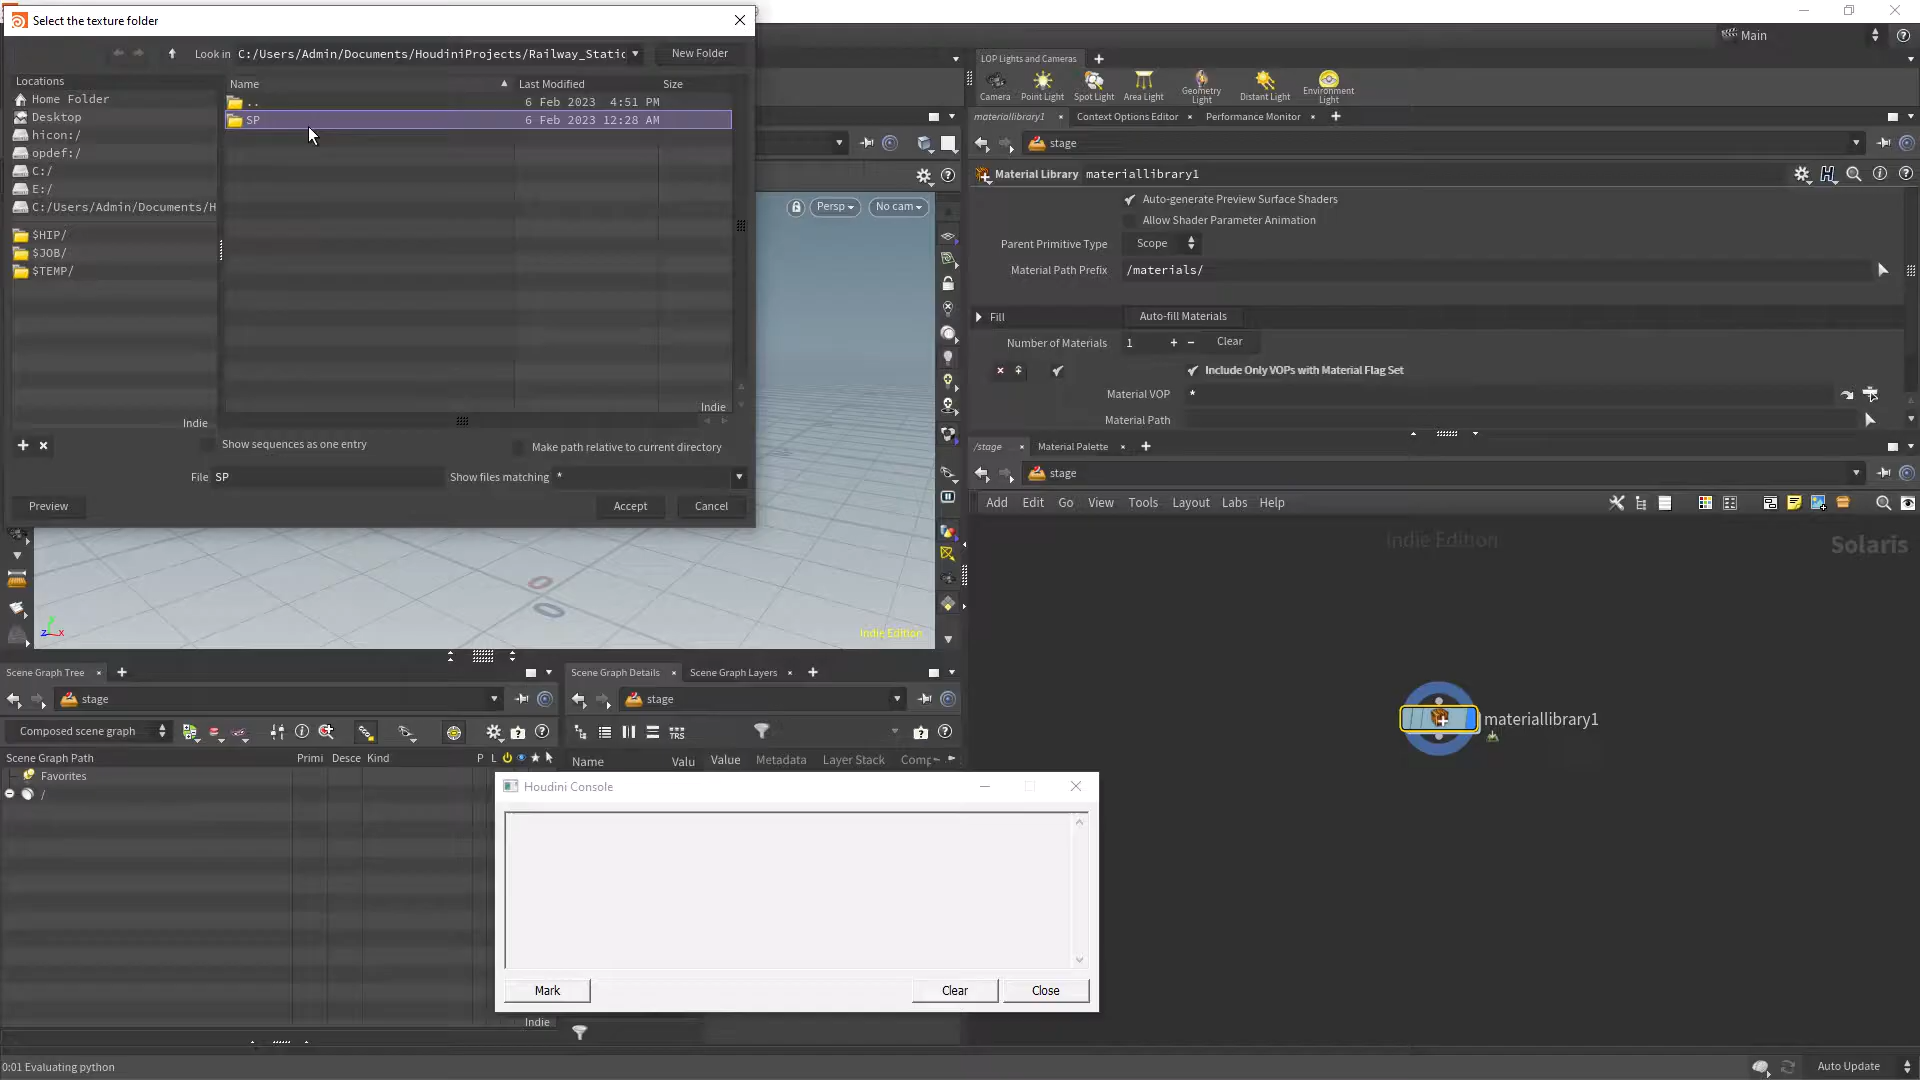 Select the texture folder
Look in C:/Users/Admin/Documents/HoudiniProjects/Railway_Static
New Folder
Locations
Home Folder
Desktop
hicon:/
opdef:/
C:/
E:/
C:/Users/Admin/Documents/H
$HIP/
$JOB/
$TEMP/
Indie
Name Last Modified Size
.. 6 Feb 2023 4:51 PM
SP 6 Feb 2023 12:28 AM
Indie
Show sequences as one entry
Make path relative to current directory
File SP
Show files matching *
Preview
Accept
Cancel
Main
LOP Lights and Cameras
Camera
Point Light
Spot Light
Area Light
Geometry Light
Distant Light
Environment Light
materiallibrary1
Context Options Editor
Performance Monitor
stage
Material Library materiallibrary1
Auto-generate Preview Surface Shaders
Allow Shader Parameter Animation
Parent Primitive Type Scope
Material Path Prefix /materials/
Fill
Auto-fill Materials
Number of Materials 1 + − Clear
Include Only VOPs with Material Flag Set
Material VOP *
Material Path
/stage
Material Palette
stage
Add Edit Go View Tools Layout Labs Help
Indie Edition
Solaris
materiallibrary1
Persp
No cam
Indie Edition
z x
0
0
Scene Graph Tree
stage
Composed scene graph
Scene Graph Path Primi Desce Kind P L
Favorites
/
Indie
Scene Graph Details
Scene Graph Layers
stage
TRS
Name Valu
Value Metadata Layer Stack Comp
Houdini Console
Mark
Clear
Close
0:01 Evaluating python
Auto Update